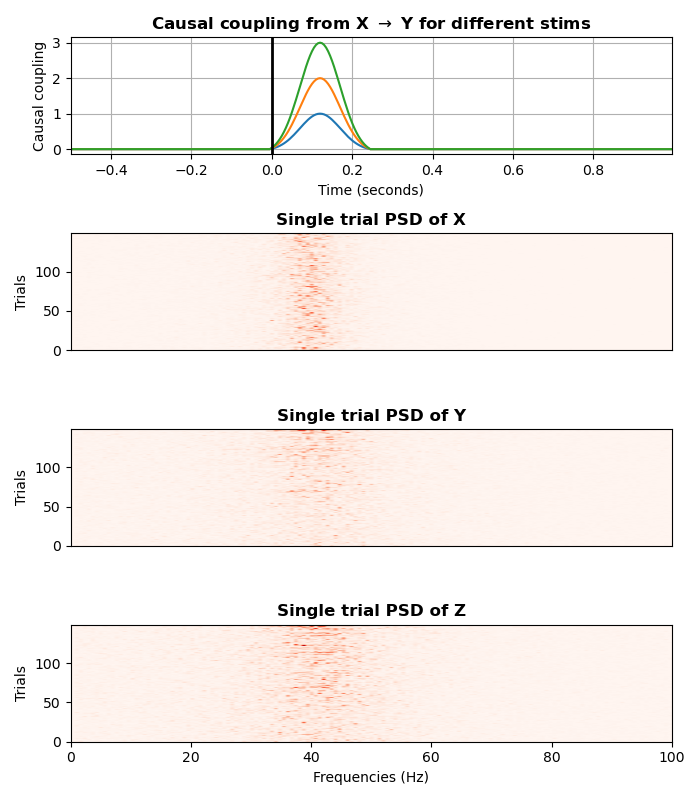 Causal coupling from X → Y for different stims
Causal coupling
3
2
1
0
−0.4 −0.2 0.0 0.2 0.4 0.6 0.8
Time (seconds)
Single trial PSD of X
Trials
100
50
0
Single trial PSD of Y
Trials
100
50
0
Single trial PSD of Z
Trials
100
50
0
0 20 40 60 80 100
Frequencies (Hz)